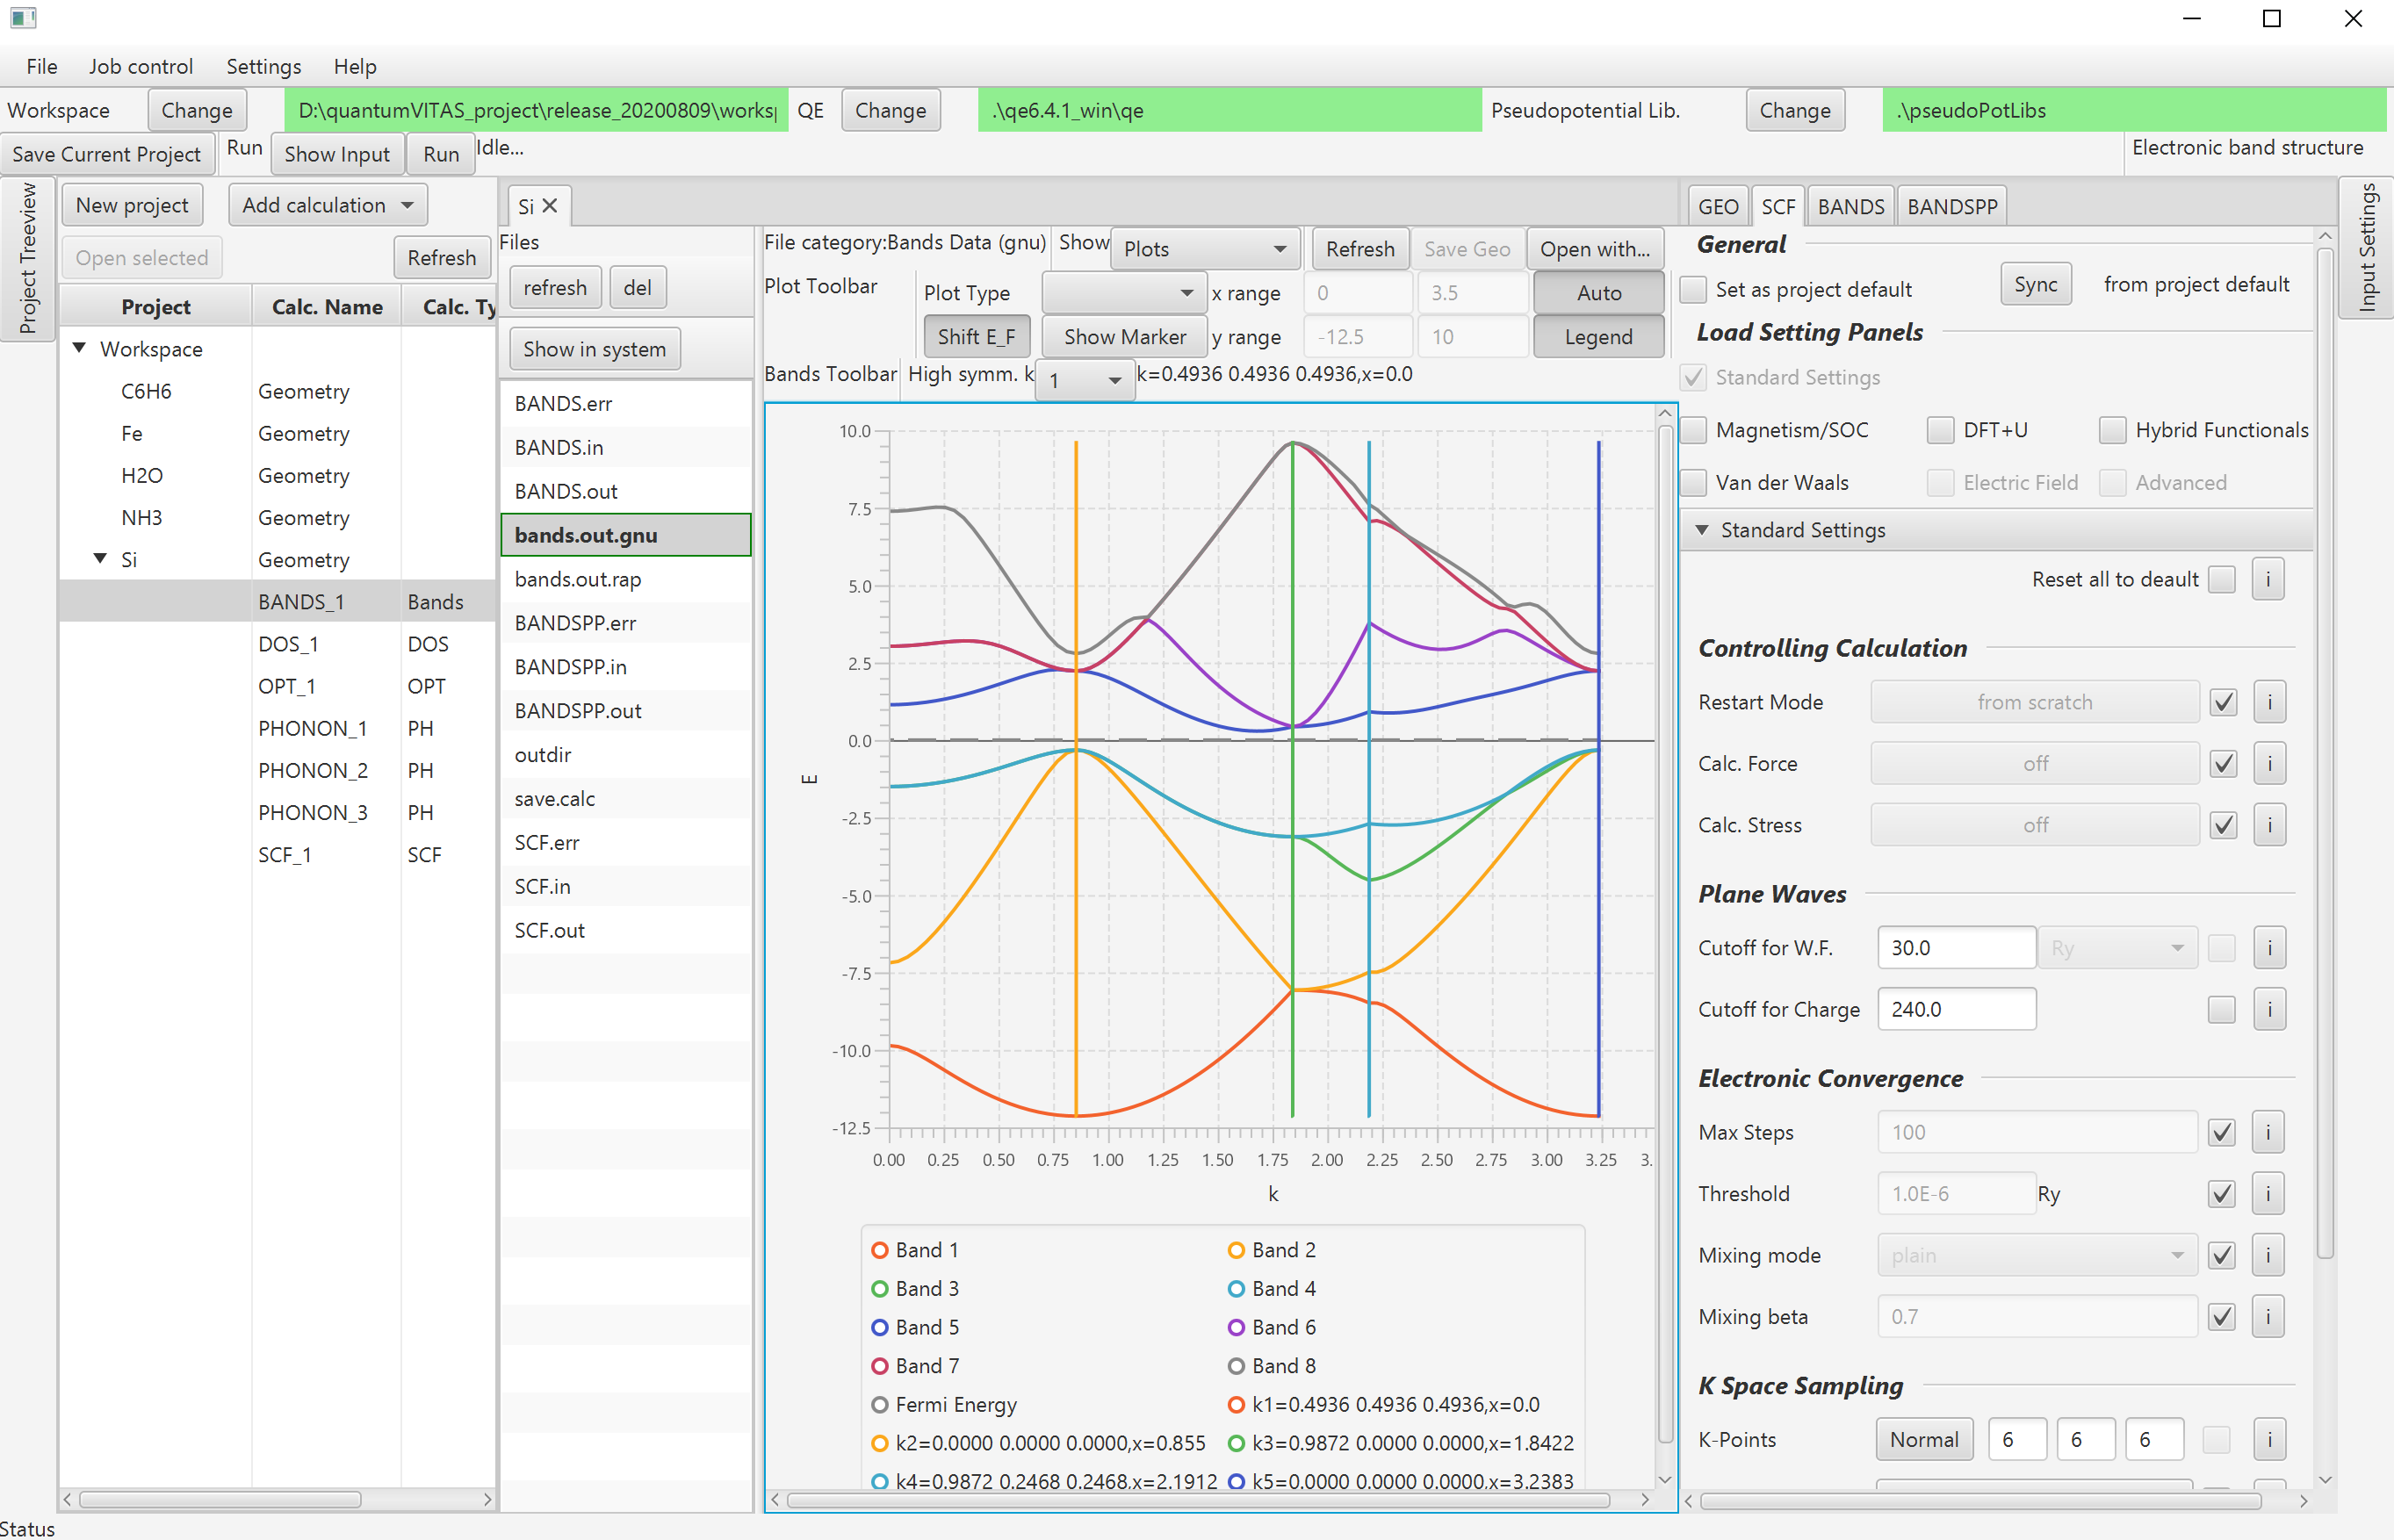 File Job control Settings Help
Workspace Change D:\quantumVITAS_project\release_20200809\works QE Change .\qe6.4.1_win\qe Pseudopotential Lib. Change .\pseudoPotLibs
Save Current Project Run Show Input Run Idle... Electronic band structure
Project Treeview
New project Add calculation
Open selected Refresh
Project Calc. Name Calc. Ty
Workspace
C6H6 Geometry
Fe Geometry
H2O Geometry
NH3 Geometry
Si Geometry
BANDS_1 Bands
DOS_1 DOS
OPT_1 OPT
PHONON_1 PH
PHONON_2 PH
PHONON_3 PH
SCF_1 SCF
Si
Files
refresh del
Show in system
BANDS.err
BANDS.in
BANDS.out
bands.out.gnu
bands.out.rap
BANDSPP.err
BANDSPP.in
BANDSPP.out
outdir
save.calc
SCF.err
SCF.in
SCF.out
File category:Bands Data (gnu) Show Plots Refresh Save Geo Open with...
Plot Toolbar Plot Type x range 0 3.5 Auto
Shift E_F Show Marker y range -12.5 10 Legend
Bands Toolbar High symm. k 1 k=0.4936 0.4936 0.4936,x=0.0
10.0
7.5
5.0
2.5
0.0
-2.5
-5.0
-7.5
-10.0
-12.5
E
0.00 0.25 0.50 0.75 1.00 1.25 1.50 1.75 2.00 2.25 2.50 2.75 3.00 3.25 3.
k
Band 1 Band 2
Band 3 Band 4
Band 5 Band 6
Band 7 Band 8
Fermi Energy k1=0.4936 0.4936 0.4936,x=0.0
k2=0.0000 0.0000 0.0000,x=0.855 k3=0.9872 0.0000 0.0000,x=1.8422
k4=0.9872 0.2468 0.2468,x=2.1912 k5=0.0000 0.0000 0.0000,x=3.2383
GEO SCF BANDS BANDSPP
General
Set as project default Sync from project default
Load Setting Panels
Standard Settings
Magnetism/SOC DFT+U Hybrid Functionals
Van der Waals Electric Field Advanced
Standard Settings
Reset all to deault i
Controlling Calculation
Restart Mode from scratch i
Calc. Force off i
Calc. Stress off i
Plane Waves
Cutoff for W.F. 30.0 Ry i
Cutoff for Charge 240.0 i
Electronic Convergence
Max Steps 100 i
Threshold 1.0E-6 Ry i
Mixing mode plain i
Mixing beta 0.7 i
K Space Sampling
K-Points Normal 6 6 6 i
Input Settings
Status